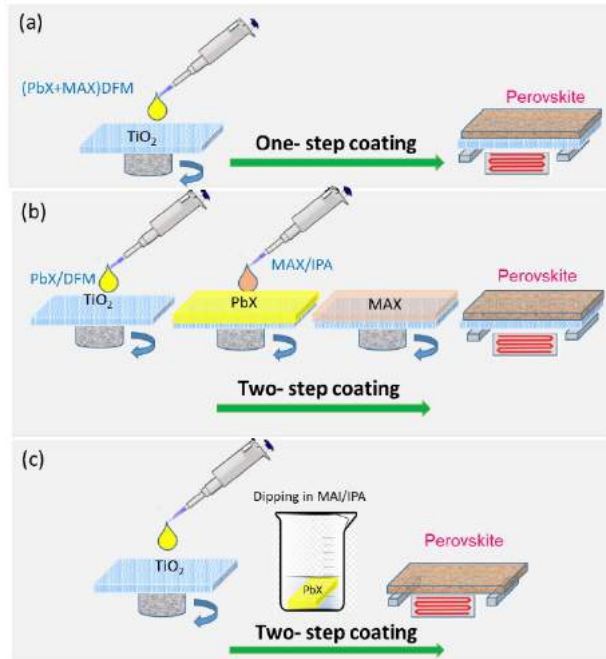 (a)
(PbX+MAX)DFM
TiO2
One- step coating
Perovskite
(b)
PbX/DFM
MAX/IPA
TiO2
PbX
MAX
Perovskite
Two- step coating
(c)
Dipping in MAI/IPA
TiO2
PbX
Perovskite
Two- step coating